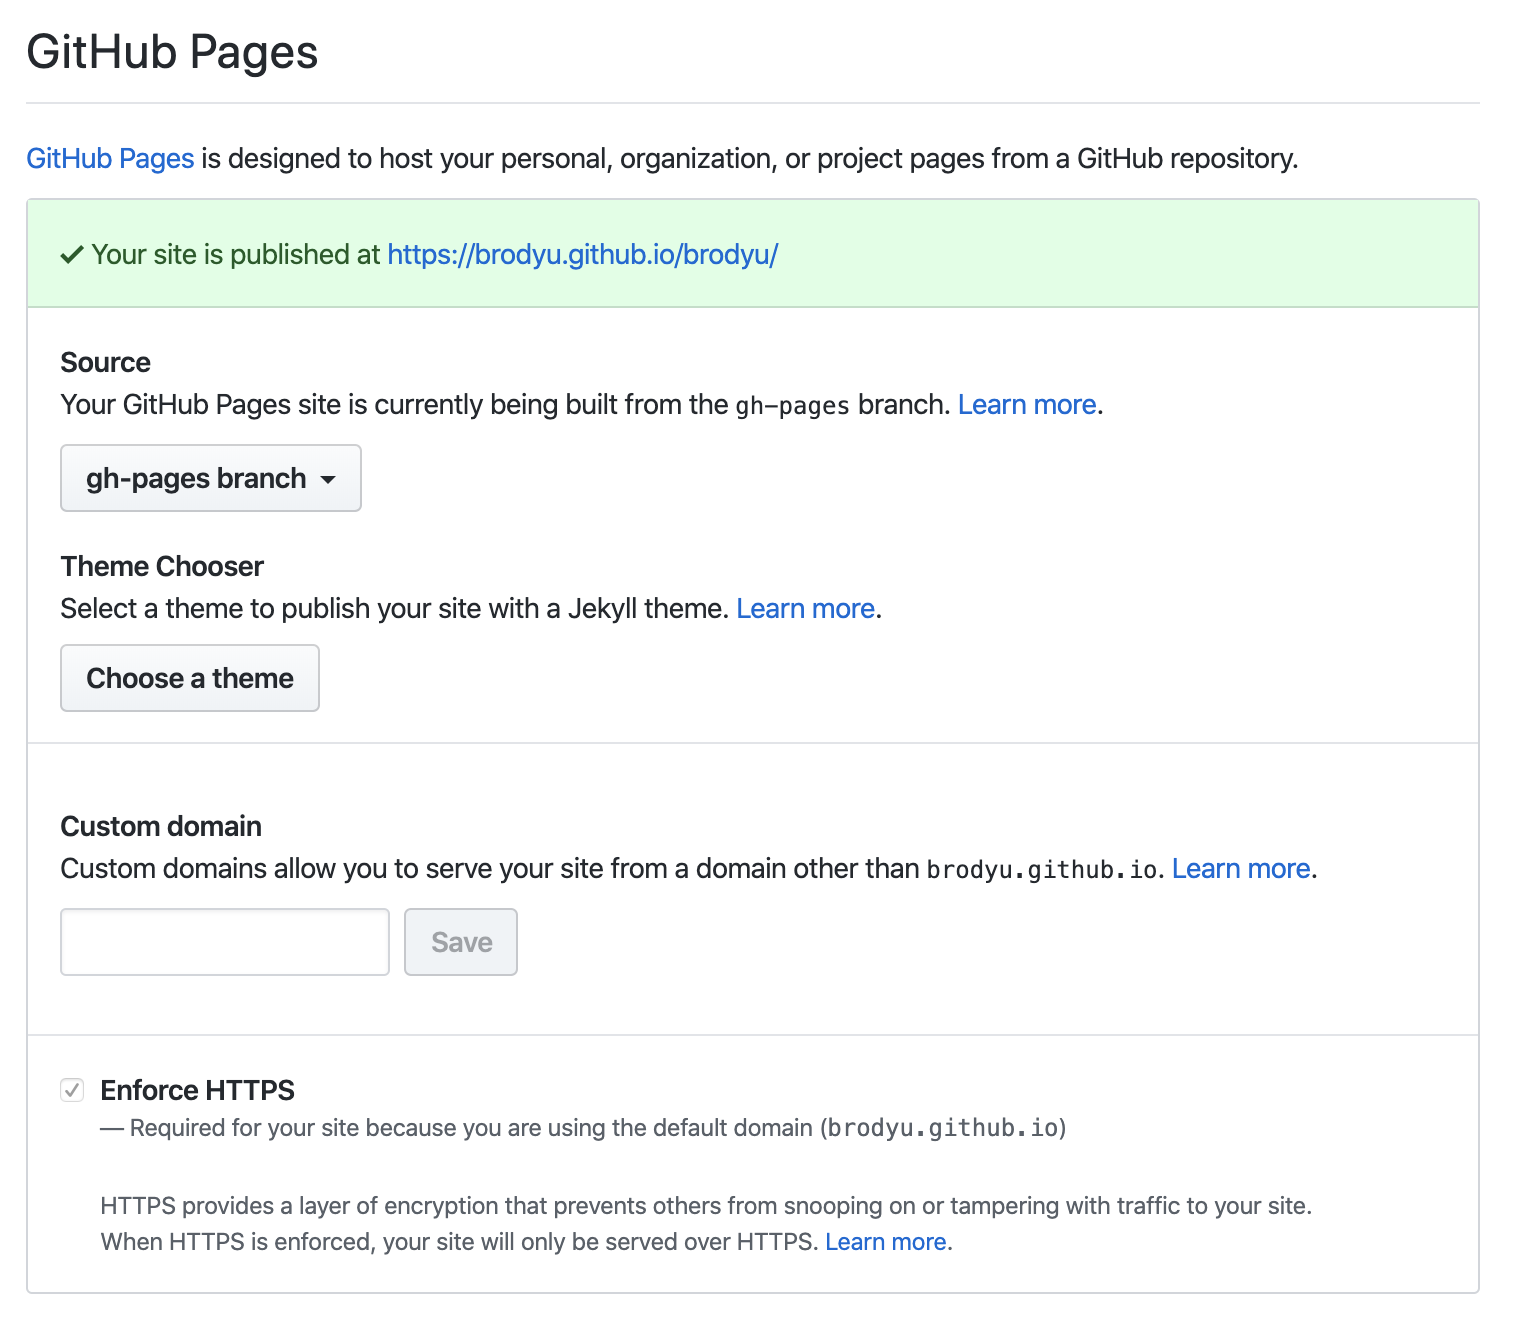 GitHub Pages
GitHub Pages is designed to host your personal, organization, or project pages from a GitHub repository.
Your site is published at https://brodyu.github.io/brodyu/
Source
Your GitHub Pages site is currently being built from the gh-pages branch. Learn more.
gh-pages branch
Theme Chooser
Select a theme to publish your site with a Jekyll theme. Learn more.
Choose a theme
Custom domain
Custom domains allow you to serve your site from a domain other than brodyu.github.io. Learn more.
Save
Enforce HTTPS
— Required for your site because you are using the default domain (brodyu.github.io)
HTTPS provides a layer of encryption that prevents others from snooping on or tampering with traffic to your site.
When HTTPS is enforced, your site will only be served over HTTPS. Learn more.